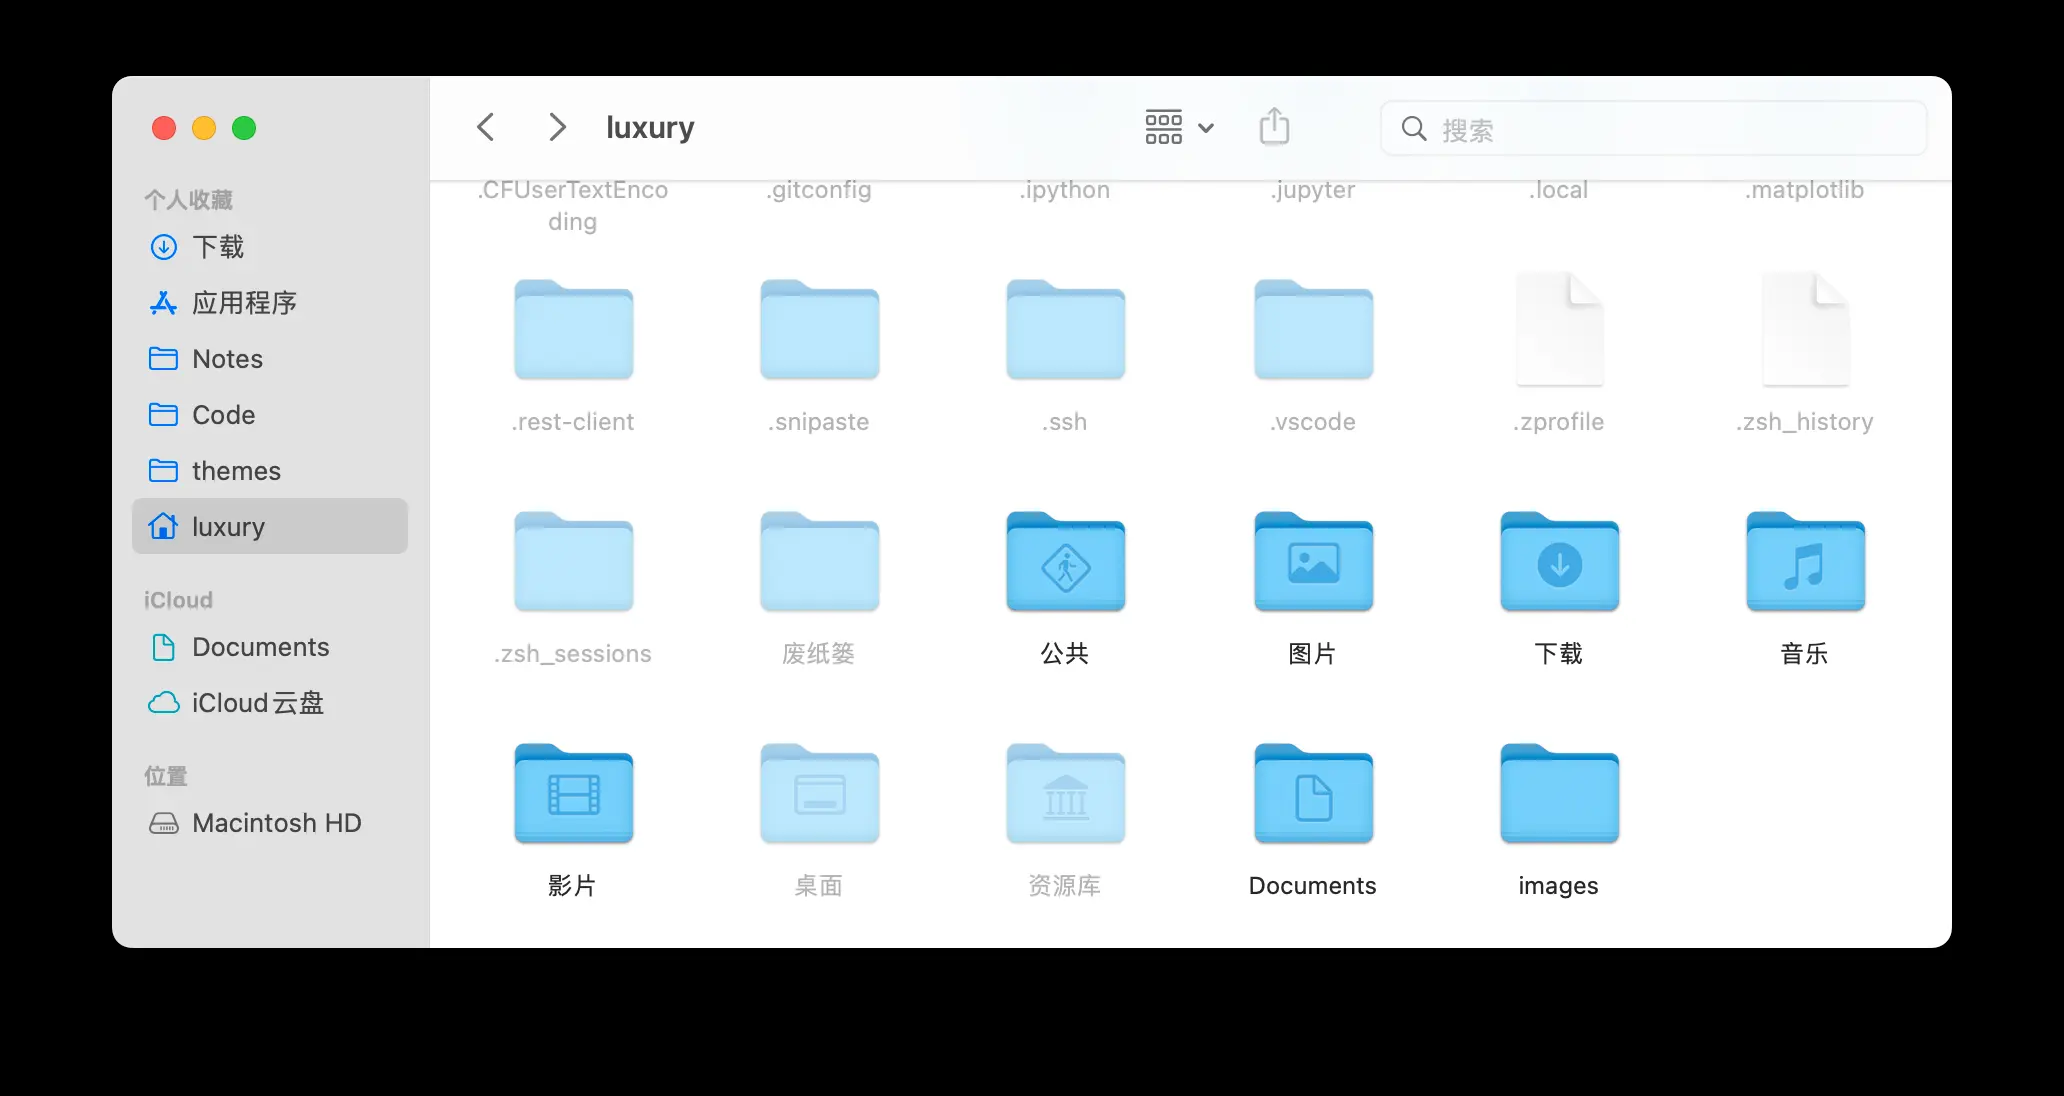 个人收藏
下载
应用程序
Notes
Code
themes
luxury
iCloud
Documents
iCloud云盘
位置
Macintosh HD
luxury
搜索
.CFUserTextEnco
ding
.gitconfig
.ipython
.jupyter
.local
.matplotlib
.rest-client
.snipaste
.ssh
.vscode
.zprofile
.zsh_history
.zsh_sessions
废纸篓
公共
图片
下载
音乐
影片
桌面
资源库
Documents
images